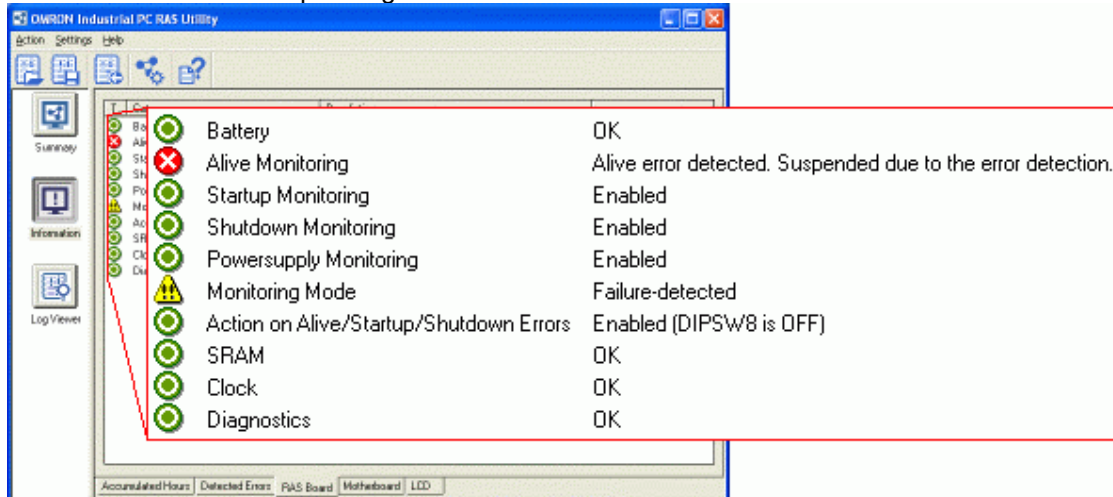 OMRON Industrial PC RAS Utility
Action Settings Help
Summary
Information
Log Viewer
Battery OK
Alive Monitoring Alive error detected. Suspended due to the error detection.
Startup Monitoring Enabled
Shutdown Monitoring Enabled
Powersupply Monitoring Enabled
Monitoring Mode Failure-detected
Action on Alive/Startup/Shutdown Errors Enabled (DIPSW8 is OFF)
SRAM OK
Clock OK
Diagnostics OK
Accumulated Hours Detected Errors RAS Board Motherboard LCD